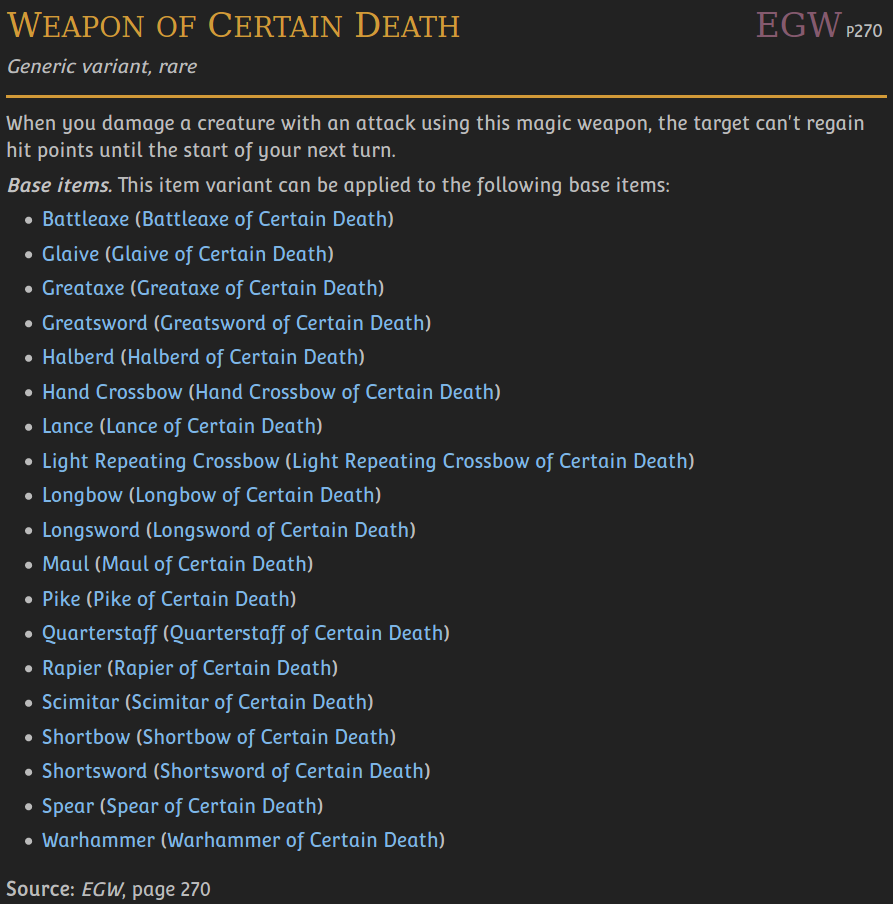 Weapon of Certain Death EGW P270
Generic variant, rare
When you damage a creature with an attack using this magic weapon, the target can't regain
hit points until the start of your next turn.
Base items. This item variant can be applied to the following base items:
• Battleaxe (Battleaxe of Certain Death)
• Glaive (Glaive of Certain Death)
• Greataxe (Greataxe of Certain Death)
• Greatsword (Greatsword of Certain Death)
• Halberd (Halberd of Certain Death)
• Hand Crossbow (Hand Crossbow of Certain Death)
• Lance (Lance of Certain Death)
• Light Repeating Crossbow (Light Repeating Crossbow of Certain Death)
• Longbow (Longbow of Certain Death)
• Longsword (Longsword of Certain Death)
• Maul (Maul of Certain Death)
• Pike (Pike of Certain Death)
• Quarterstaff (Quarterstaff of Certain Death)
• Rapier (Rapier of Certain Death)
• Scimitar (Scimitar of Certain Death)
• Shortbow (Shortbow of Certain Death)
• Shortsword (Shortsword of Certain Death)
• Spear (Spear of Certain Death)
• Warhammer (Warhammer of Certain Death)
Source: EGW, page 270